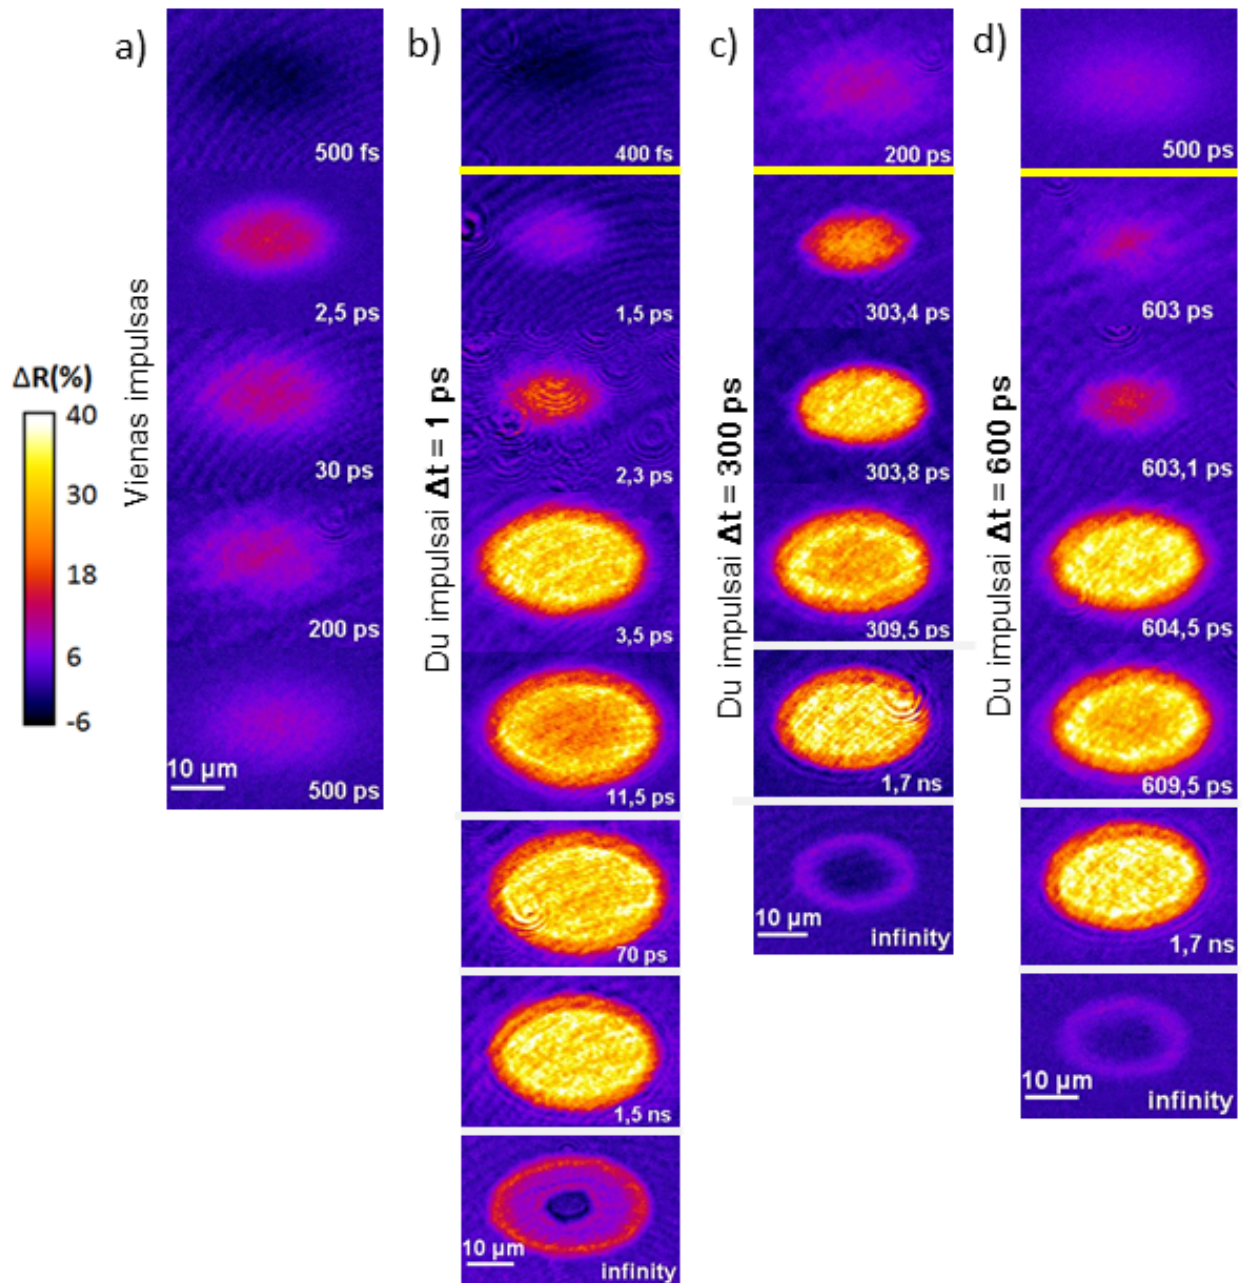 a)
Vienas impulsas
ΔR(%)
40
30
18
6
-6
500 fs
2,5 ps
30 ps
200 ps
10 µm
500 ps
b)
Du impulsai Δt = 1 ps
400 fs
1,5 ps
2,3 ps
3,5 ps
11,5 ps
70 ps
1,5 ns
10 µm
infinity
c)
Du impulsai Δt = 300 ps
200 ps
303,4 ps
303,8 ps
309,5 ps
1,7 ns
10 µm
infinity
d)
Du impulsai Δt = 600 ps
500 ps
603 ps
603,1 ps
604,5 ps
609,5 ps
1,7 ns
10 µm
infinity